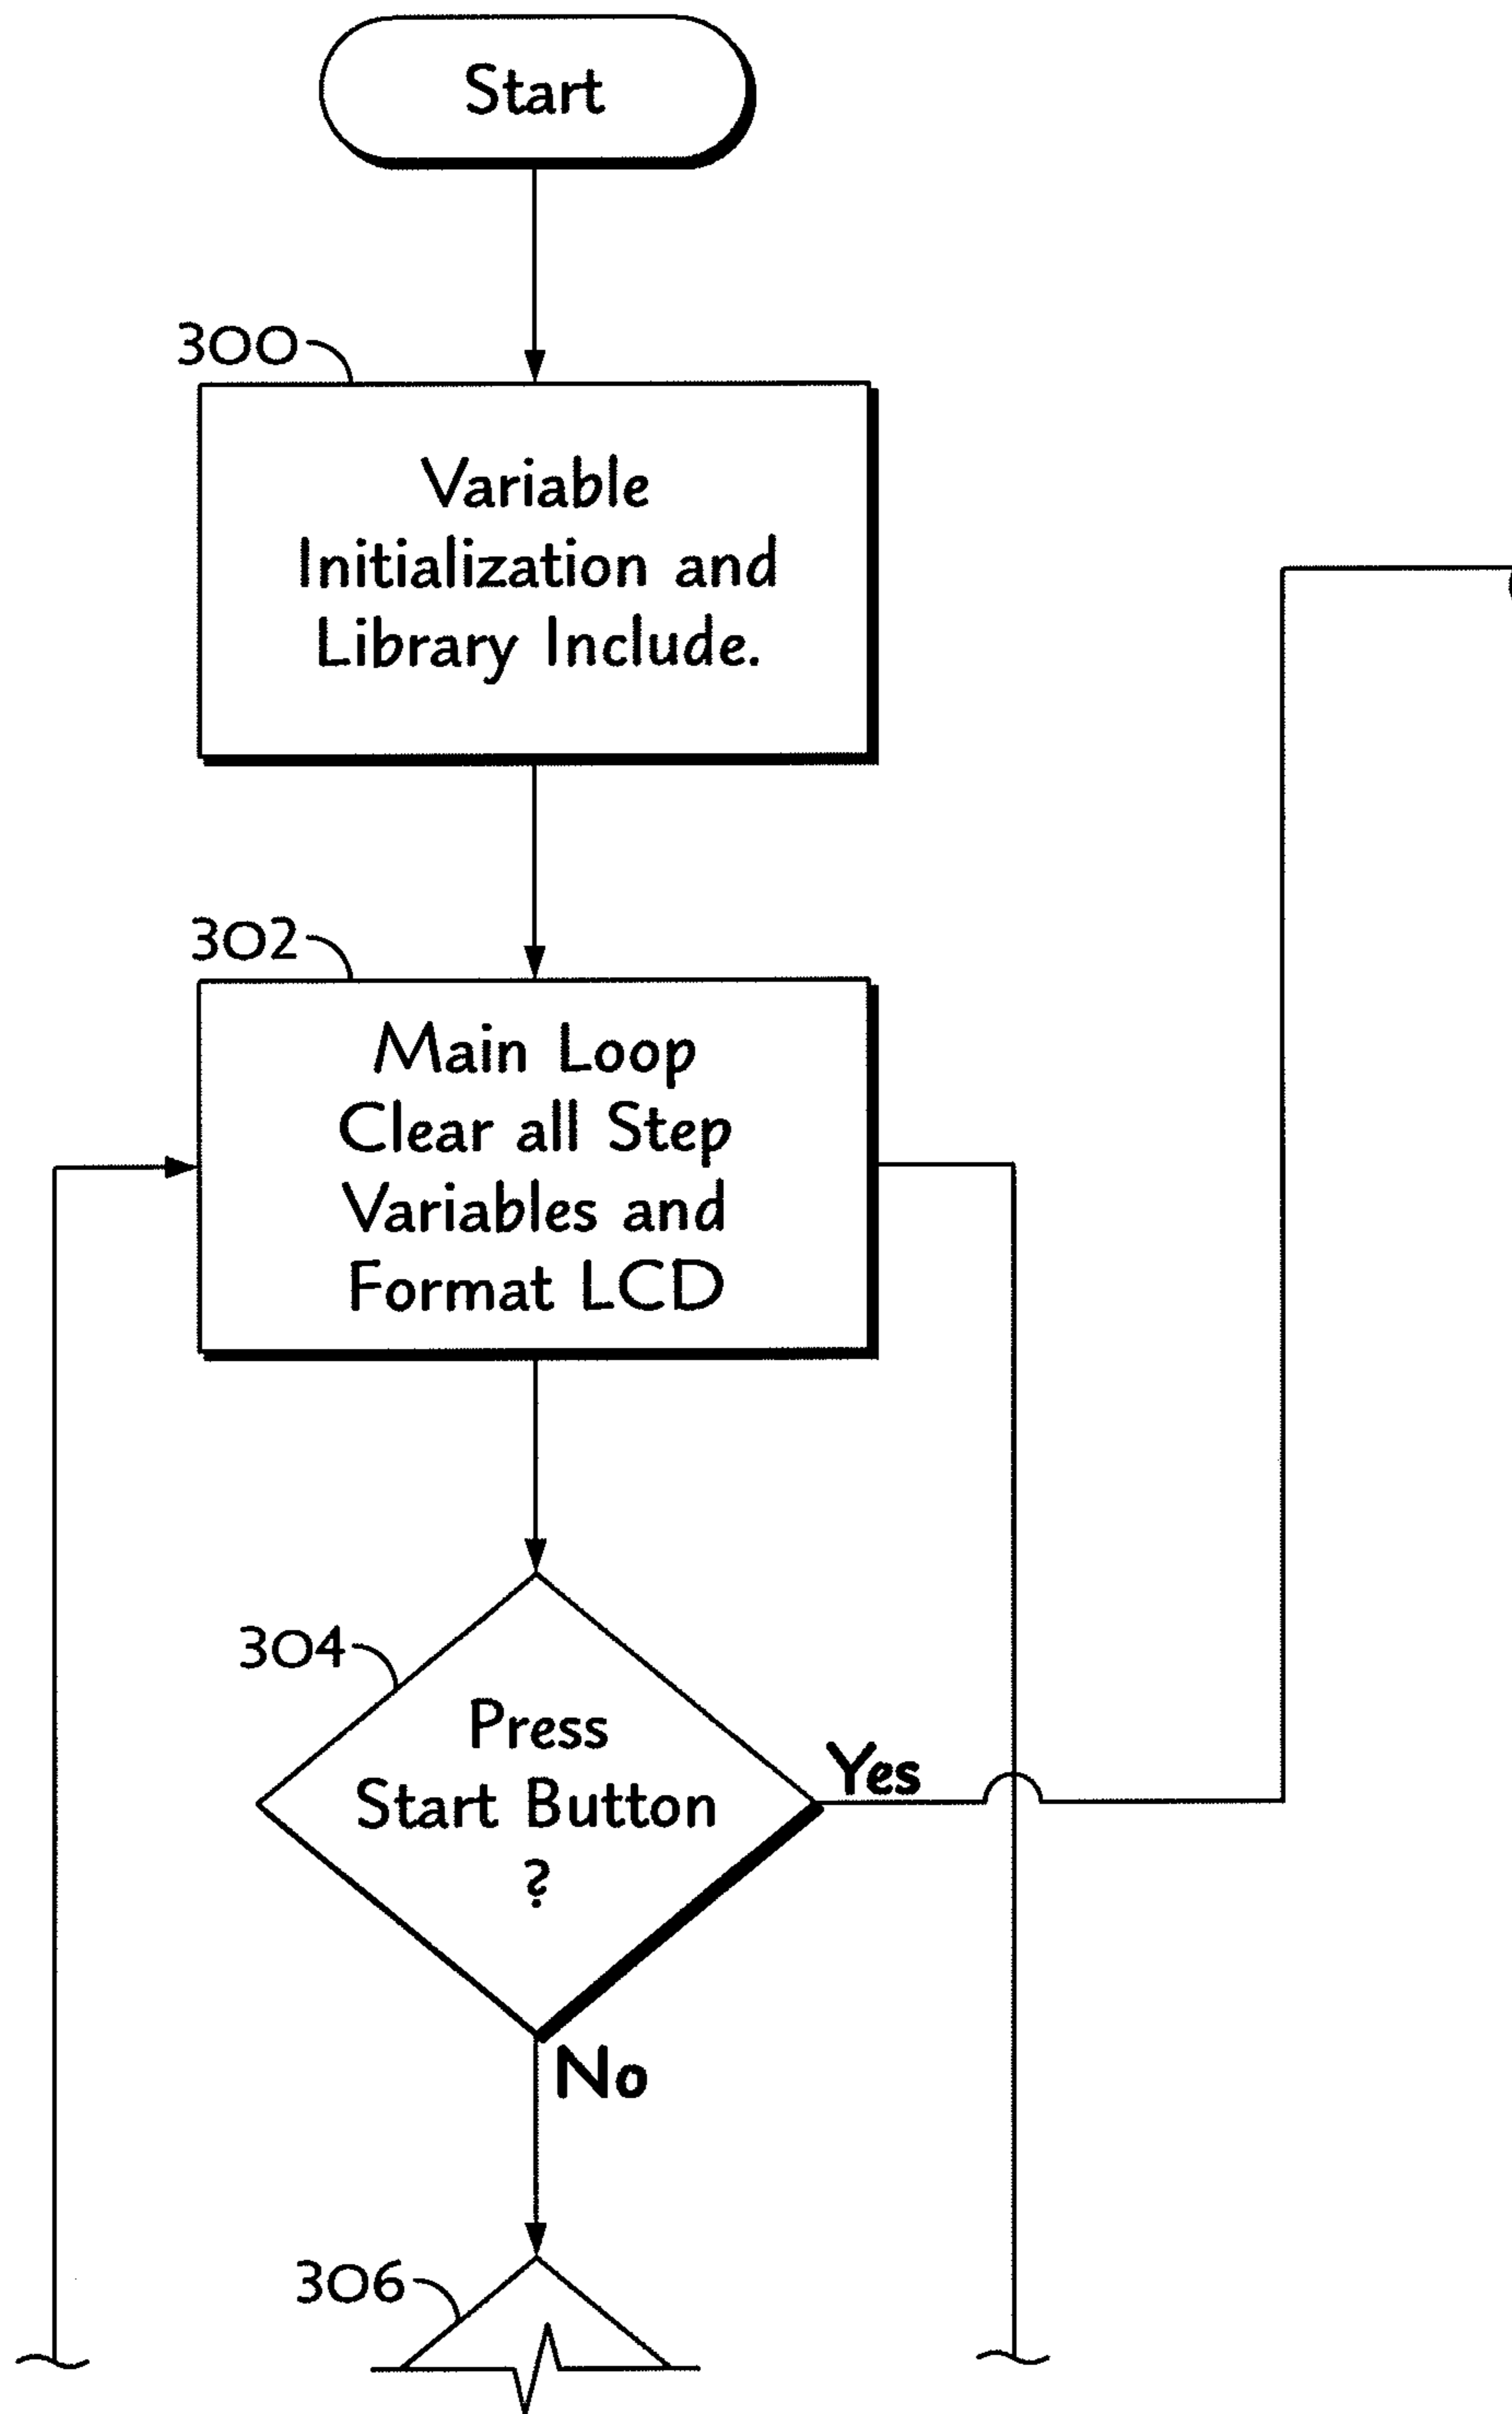 Start
300
Variable
Initialization and
Library Include.
302
Main Loop
Clear all Step
Variables and
Format LCD
304
Press
Start Button
?
Yes
No
306